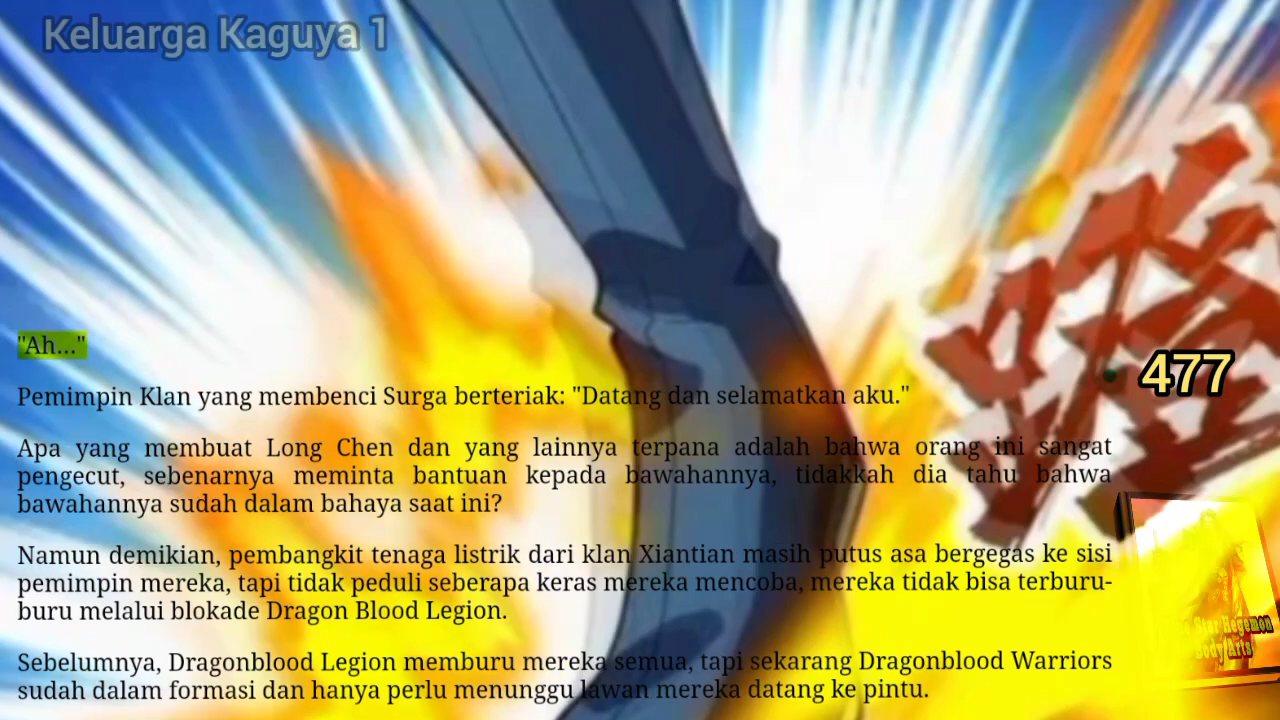 Keluarga Kaguya 1
"Ah..."
Pemimpin Klan yang membenci Surga berteriak: "Datang dan selamatkan aku."
Apa yang membuat Long Chen dan yang lainnya terpana adalah bahwa orang ini sangat
pengecut, sebenarnya meminta bantuan kepada bawahannya, tidakkah dia tahu bahwa
bawahannya sudah dalam bahaya saat ini?
477
Namun demikian, pembangkit tenaga listrik dari klan Xiantian masih putus asa bergegas ke sisi
pemimpin mereka, tapi tidak peduli seberapa keras mereka mencoba, mereka tidak bisa terburu-
buru melalui blokade Dragon Blood Legion.
Sebelumnya, Dragonblood Legion memburu mereka semua, tapi sekarang Dragonblood Warriors
sudah dalam formasi dan hanya perlu menunggu lawan mereka datang ke pintu.
Star Hegemon
Body Arts